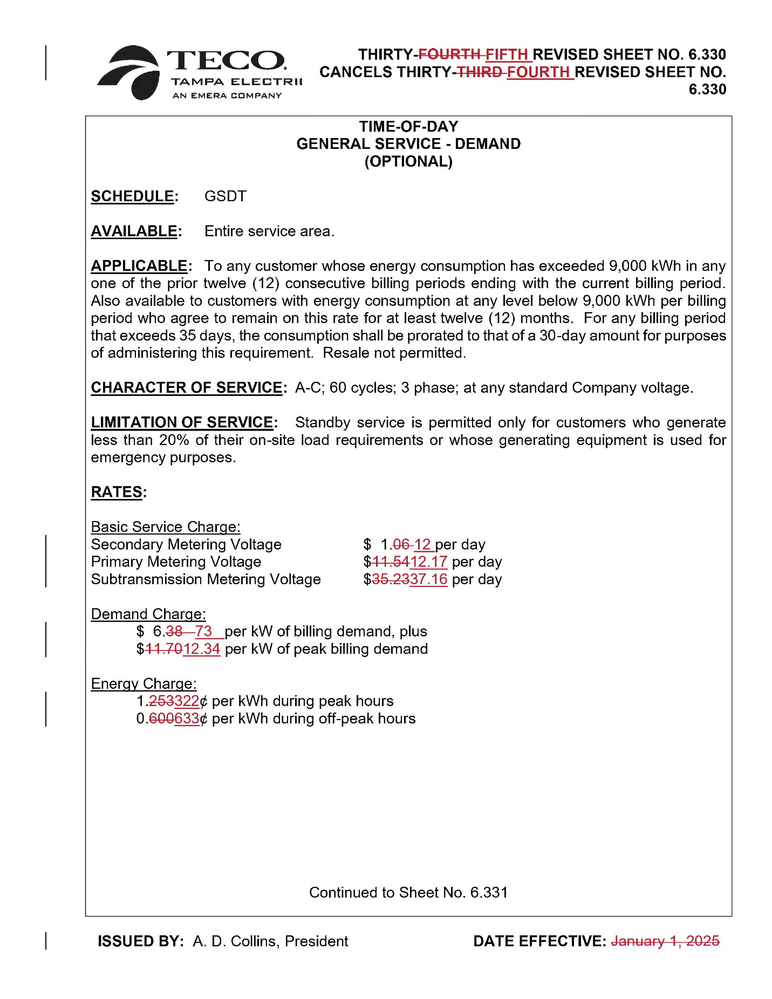 TECO.
TAMPA ELECTRI
AN EMERA COMPANY
THIRTY-FOURTH FIFTH REVISED SHEET NO. 6.330
CANCELS THIRTY-THIRD FOURTH REVISED SHEET NO.
6.330
TIME-OF-DAY
GENERAL SERVICE - DEMAND
(OPTIONAL)
SCHEDULE: GSDT
AVAILABLE: Entire service area.
APPLICABLE: To any customer whose energy consumption has exceeded 9,000 kWh in any
one of the prior twelve (12) consecutive billing periods ending with the current billing period.
Also available to customers with energy consumption at any level below 9,000 kWh per billing
period who agree to remain on this rate for at least twelve (12) months. For any billing period
that exceeds 35 days, the consumption shall be prorated to that of a 30-day amount for purposes
of administering this requirement. Resale not permitted.
CHARACTER OF SERVICE: A-C; 60 cycles; 3 phase; at any standard Company voltage.
LIMITATION OF SERVICE: Standby service is permitted only for customers who generate
less than 20% of their on-site load requirements or whose generating equipment is used for
emergency purposes.
RATES:
Basic Service Charge:
Secondary Metering Voltage $ 1.06 12 per day
Primary Metering Voltage $11.5412.17 per day
Subtransmission Metering Voltage $35.2337.16 per day
Demand Charge:
$ 6.38 73 per kW of billing demand, plus
$11.7012.34 per kW of peak billing demand
Energy Charge:
1.253322¢ per kWh during peak hours
0.600633¢ per kWh during off-peak hours
Continued to Sheet No. 6.331
ISSUED BY: A. D. Collins, President DATE EFFECTIVE: January 1, 2025